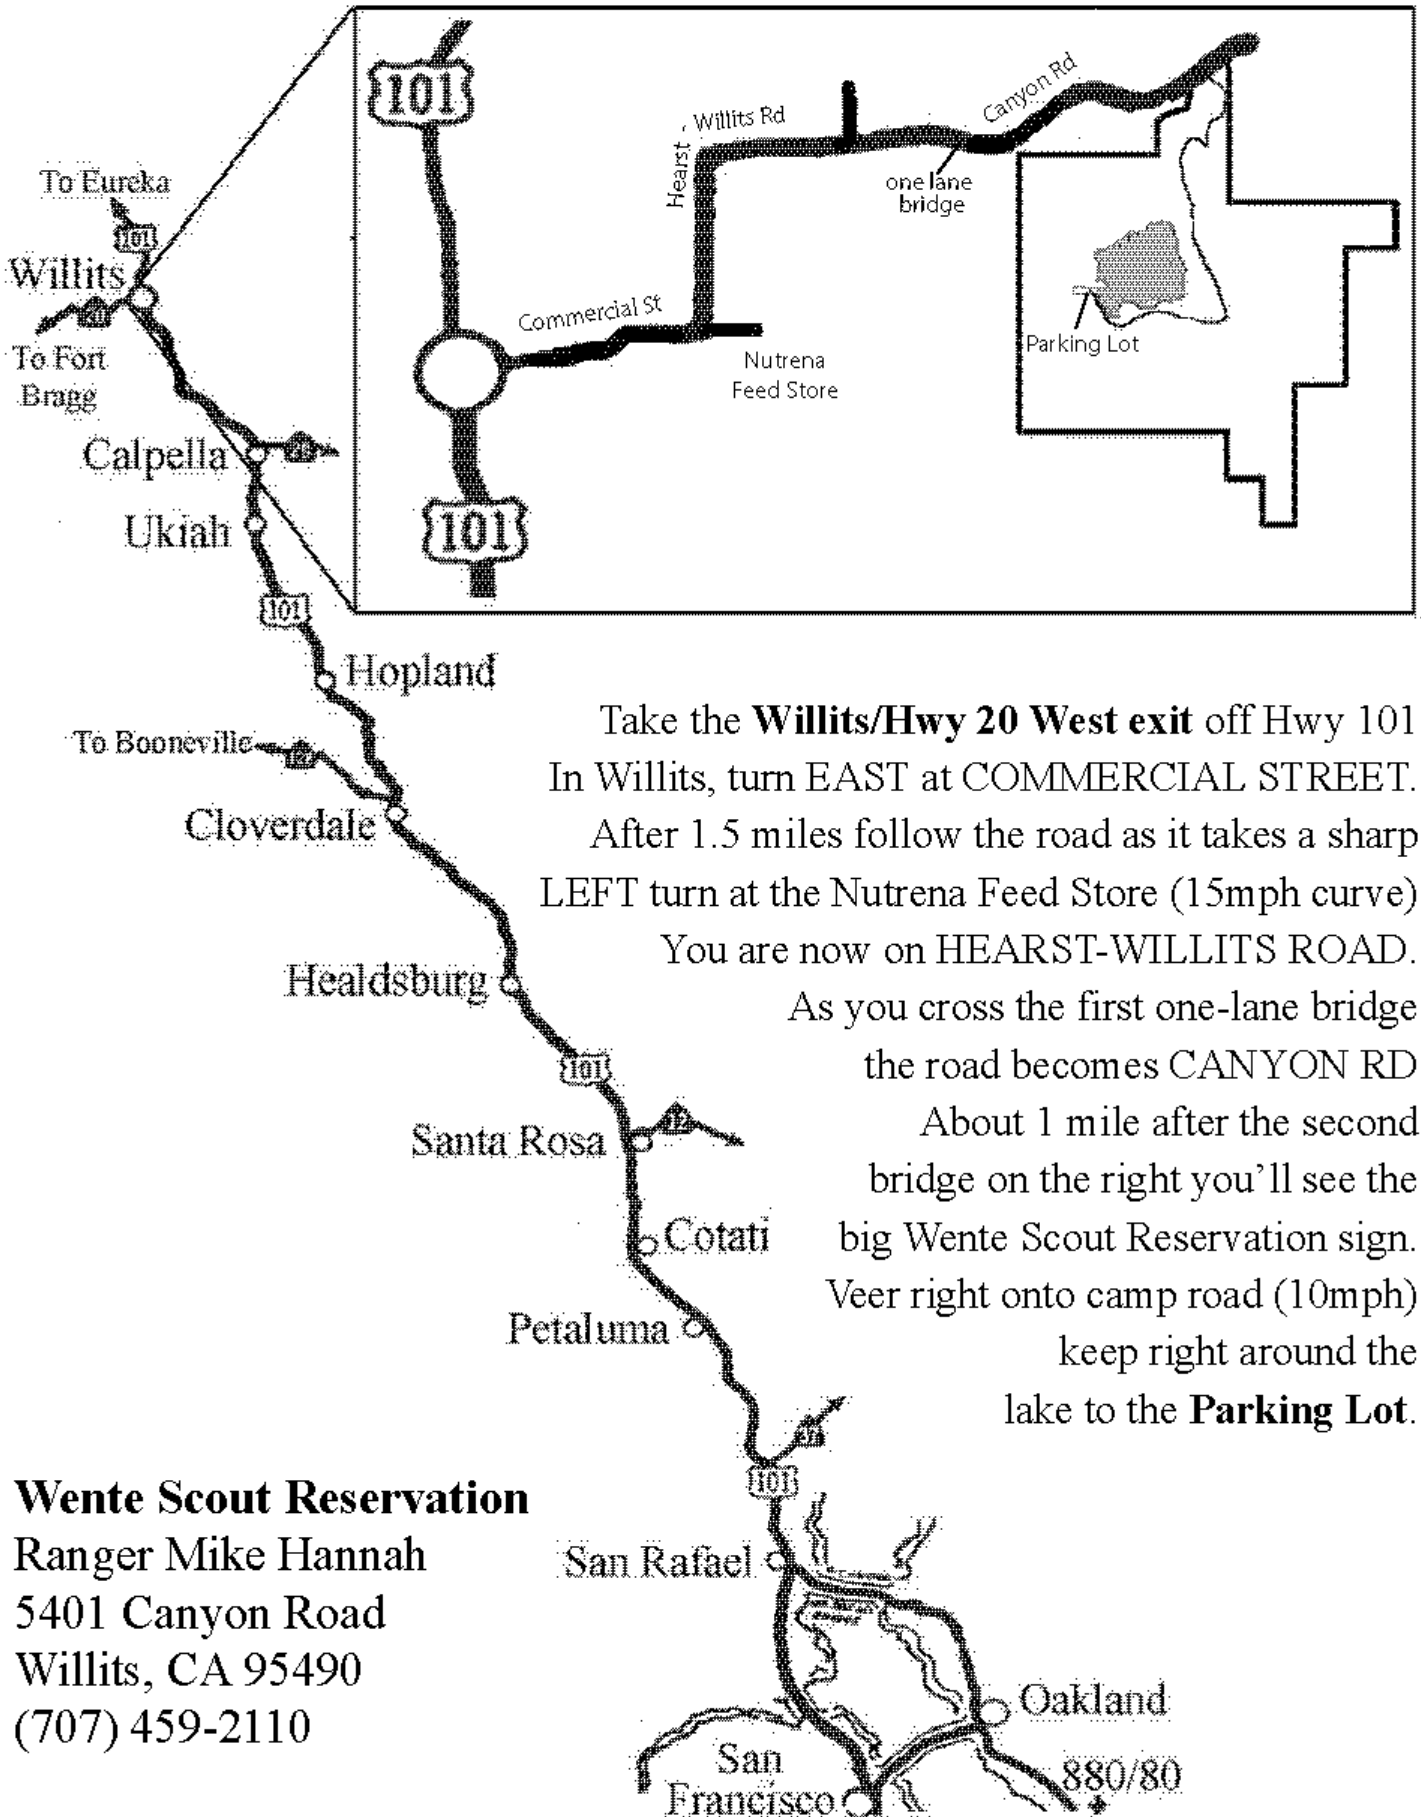 101
Willits Rd
Canyon Rd
Hearst -
one lane
bridge
Commercial St
Nutrena
Feed Store
Parking Lot
101
To Eureka
101
Willits
To Fort
Bragg
Calpella
Ukiah
101
Hopland
To Booneville
Cloverdale
Healdsburg
101
Santa Rosa
12
Cotati
Petaluma
101
San Rafael
Oakland
San
Francisco
880/80
Take the Willits/Hwy 20 West exit off Hwy 101
In Willits, turn EAST at COMMERCIAL STREET.
After 1.5 miles follow the road as it takes a sharp
LEFT turn at the Nutrena Feed Store (15mph curve)
You are now on HEARST-WILLITS ROAD.
As you cross the first one-lane bridge
the road becomes CANYON RD
About 1 mile after the second
bridge on the right you'll see the
big Wente Scout Reservation sign.
Veer right onto camp road (10mph)
keep right around the
lake to the Parking Lot.
Wente Scout Reservation
Ranger Mike Hannah
5401 Canyon Road
Willits, CA 95490
(707) 459-2110